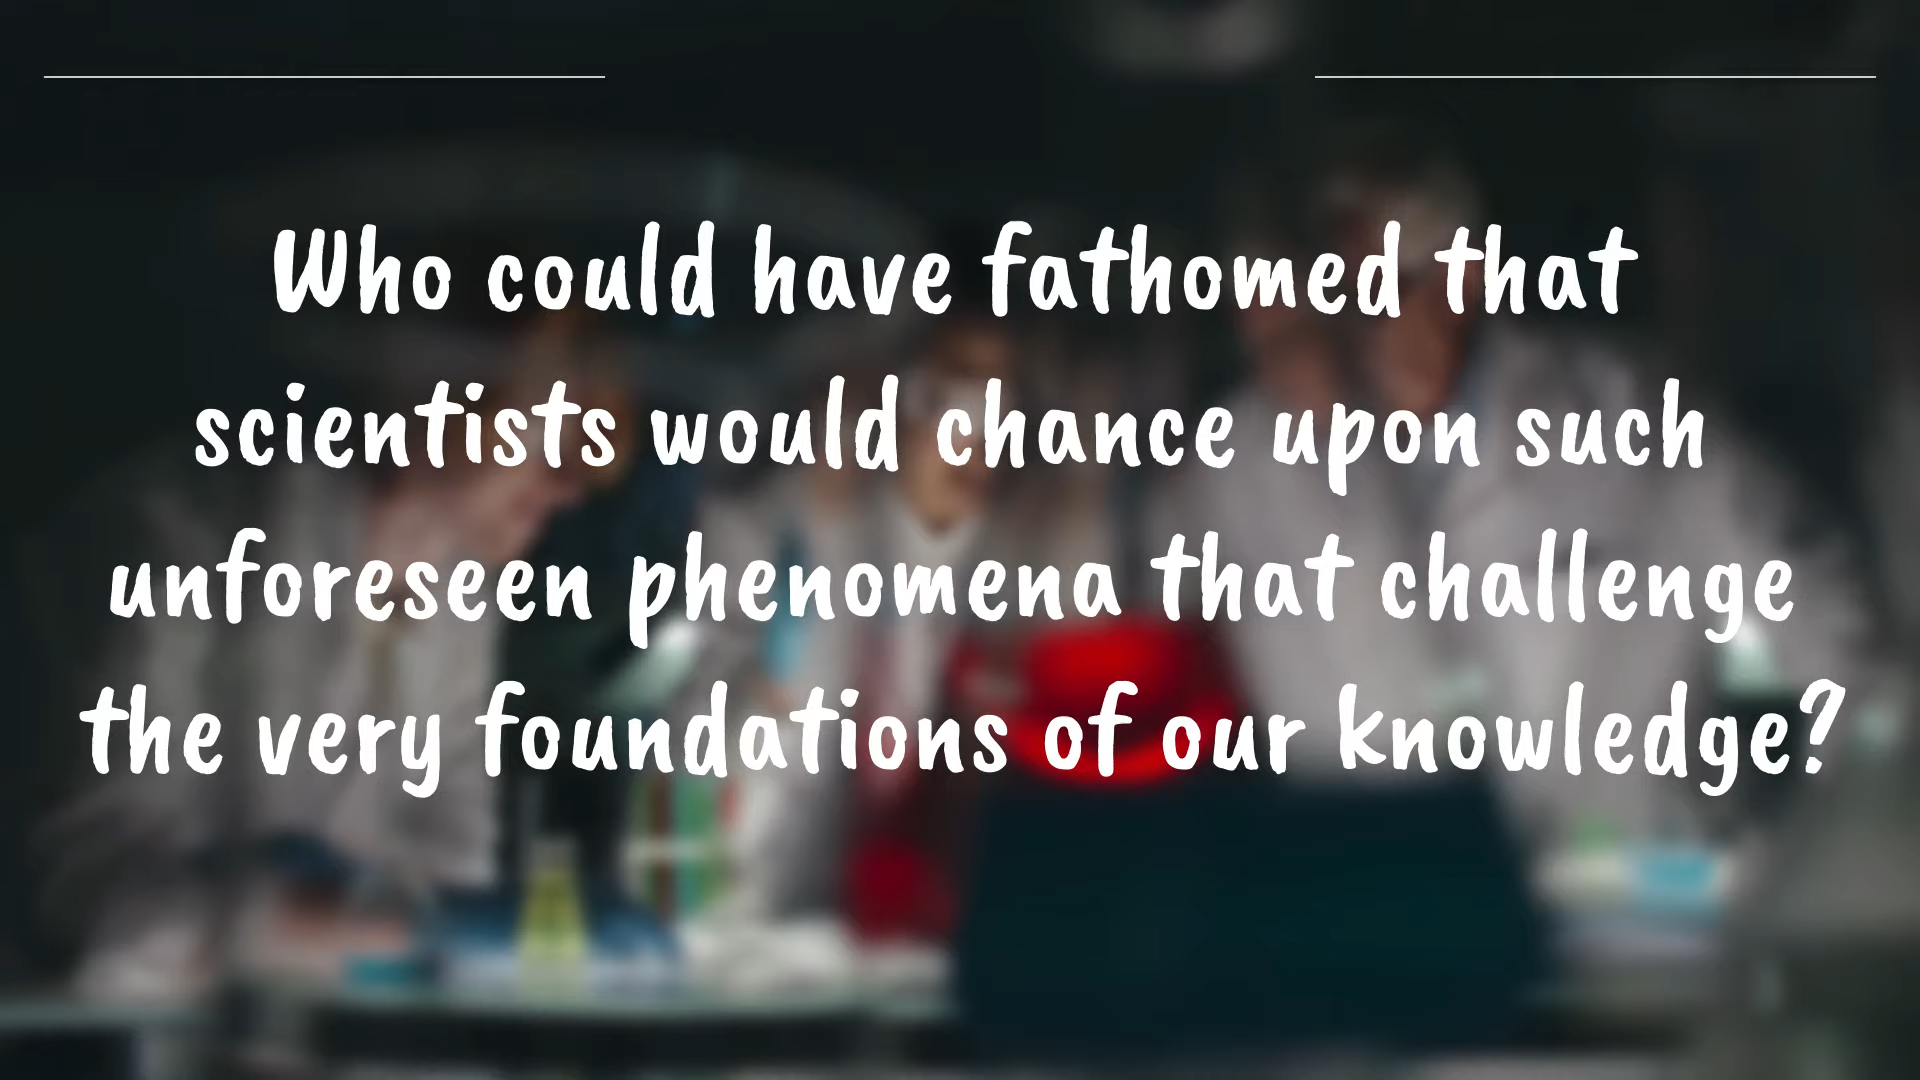 Who could have fathomed that
scientists would chance upon such
unforeseen phenomena that challenge
the very foundations of our knowledge?